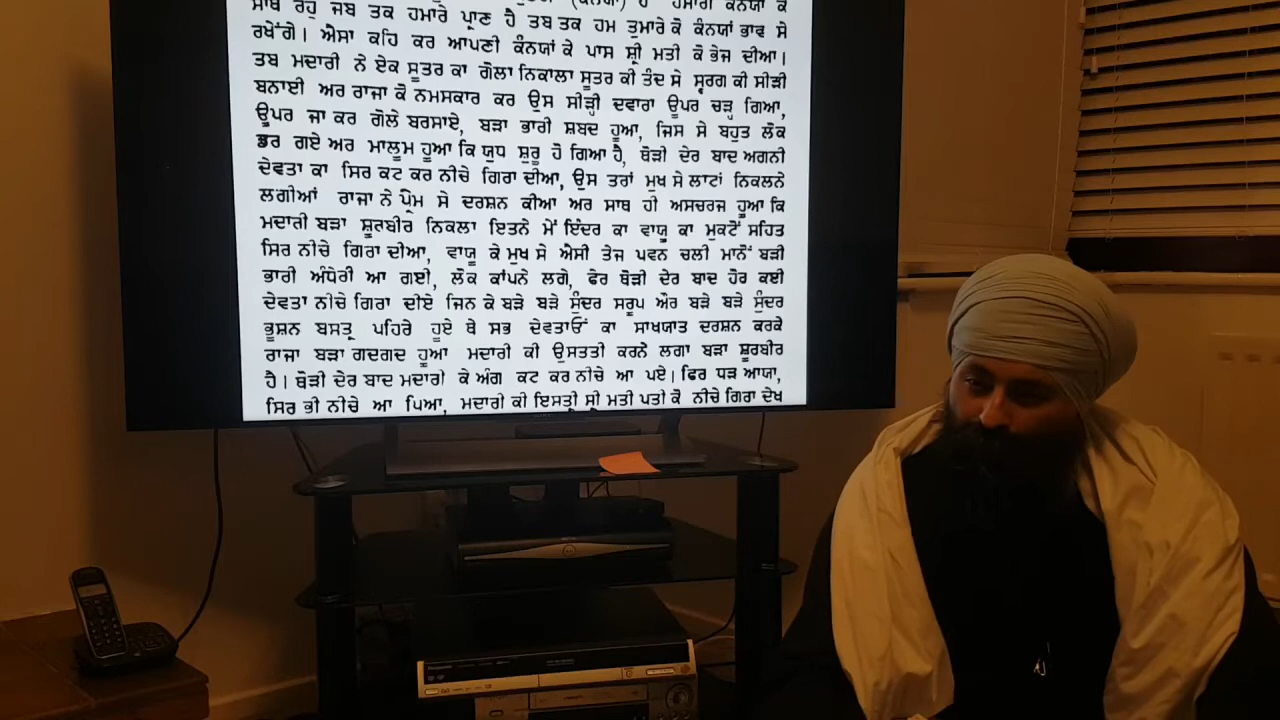 ਸਾਥ ਰਹੁ ਜਬ ਤਕ ਹਮਾਰੇ ਪ੍ਰਾਣ ਹੈ ਤਬ ਤਕ ਹਮ ਤੁਮਾਰੇ ਕੋ ਕੰਨਯਾਂ ਭਾਵ ਸੇ
ਰਖੇਂਗੇ। ਐਸਾ ਕਹਿ ਕਰ ਆਪਣੀ ਕੰਨਯਾਂ ਕੇ ਪਾਸ ਸ਼੍ਰੀ ਮਤੀ ਕੋ ਭੇਜ ਦੀਆ।
ਤਬ ਮਦਾਰੀ ਨੇ ਏਕ ਸੂਤਰ ਕਾ ਗੋਲਾ ਨਿਕਾਲਾ ਸੂਤਰ ਕੀ ਤੰਦ ਸੇ ਸ੍ਵਰਗ ਕੀ ਸੀੜੀ
ਬਨਾਈ ਅਰ ਰਾਜਾ ਕੋ ਨਮਸਕਾਰ ਕਰ ਉਸ ਸੀੜ੍ਹੀ ਦਵਾਰਾ ਊਪਰ ਚੜ੍ਹ ਗਿਆ,
ਊਪਰ ਜਾ ਕਰ ਗੋਲੇ ਬਰਸਾਏ, ਬੜਾ ਭਾਰੀ ਸ਼ਬਦ ਹੂਆ, ਜਿਸ ਸੇ ਬਹੁਤ ਲੋਕ
ਡਰ ਗਏ ਅਰ ਮਾਲੂਮ ਹੂਆ ਕਿ ਯੁਧ ਸ਼ੁਰੂ ਹੋ ਗਿਆ ਹੈ, ਥੋੜੀ ਦੇਰ ਬਾਦ ਅਗਨੀ
ਦੇਵਤਾ ਕਾ ਸਿਰ ਕਟ ਕਰ ਨੀਚੇ ਗਿਰਾ ਦੀਆ, ਉਸ ਤਰਾਂ ਮੁਖ ਸੇ ਲਾਟਾਂ ਨਿਕਲਨੇ
ਲਗੀਆਂ ਰਾਜਾ ਨੇ ਪ੍ਰੇਮ ਸੇ ਦਰਸ਼ਨ ਕੀਆ ਅਰ ਸਾਥ ਹੀ ਅਸਚਰਜ ਹੂਆ ਕਿ
ਮਦਾਰੀ ਬੜਾ ਸ਼ੂਰਬੀਰ ਨਿਕਲਾ ਇਤਨੇ ਮੇਂ ਇੰਦਰ ਕਾ ਵਾਯੂ ਕਾ ਮੁਕਟੋਂ ਸਹਿਤ
ਸਿਰ ਨੀਚੇ ਗਿਰਾ ਦੀਆ, ਵਾਯੂ ਕੇ ਮੁਖ ਸੇ ਐਸੀ ਤੇਜ ਪਵਨ ਚਲੀ ਮਾਨੋਂ ਬੜੀ
ਭਾਰੀ ਅੰਧੇਰੀ ਆ ਗਈ, ਲੋਕ ਕਾਂਪਨੇ ਲਗੇ, ਫੇਰ ਥੋੜੀ ਦੇਰ ਬਾਦ ਹੋਰ ਕਈ
ਦੇਵਤਾ ਨੀਚੇ ਗਿਰਾ ਦੀਏ ਜਿਨ ਕੇ ਬੜੇ ਬੜੇ ਸੁੰਦਰ ਸਰੂਪ ਔਰ ਬੜੇ ਬੜੇ ਸੁੰਦਰ
ਭੂਸ਼ਨ ਬਸਤ੍ਰ ਪਹਿਰੇ ਹੂਏ ਥੇ ਸਭ ਦੇਵਤਾਓਂ ਕਾ ਸਾਖਯਾਤ ਦਰਸ਼ਨ ਕਰਕੇ
ਰਾਜਾ ਬੜਾ ਗਦਗਦ ਹੂਆ ਮਦਾਰੀ ਕੀ ਉਸਤਤੀ ਕਰਨੇ ਲਗਾ ਬੜਾ ਸ਼ੂਰਬੀਰ
ਹੈ। ਥੋੜੀ ਦੇਰ ਬਾਦ ਮਦਾਰੀ ਕੇ ਅੰਗ ਕਟ ਕਰ ਨੀਚੇ ਆ ਪਏ। ਫਿਰ ਧੜ ਆਯਾ,
ਸਿਰ ਭੀ ਨੀਚੇ ਆ ਪਿਆ, ਮਦਾਰੀ ਕੀ ਇਸਤ੍ਰੀ ਸ੍ਰੀ ਮਤੀ ਪਤੀ ਕੋ ਨੀਚੇ ਗਿਰਾ ਦੇਖ
Panasonic